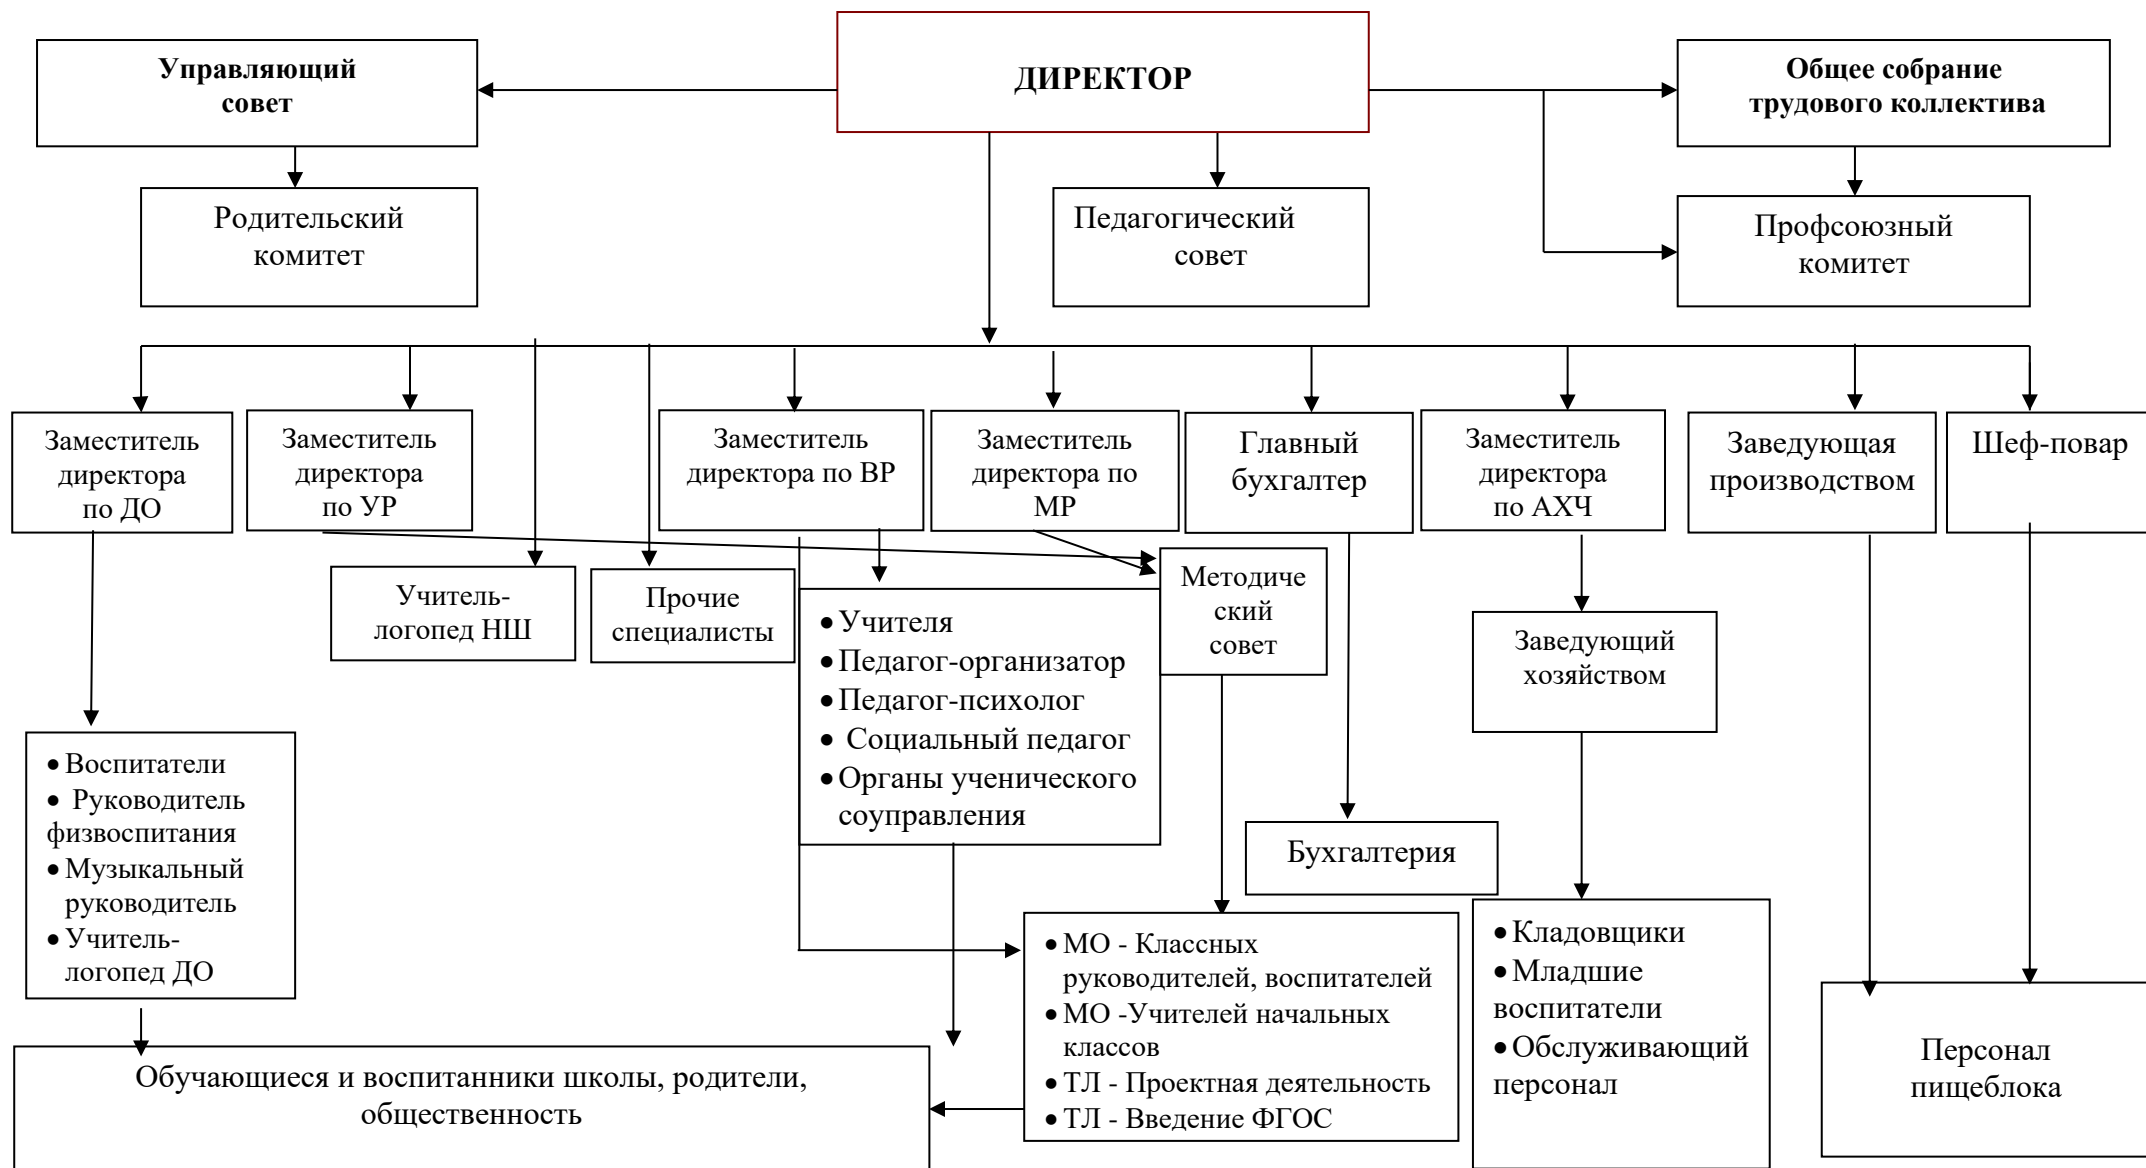 Управляющий
совет
ДИРЕКТОР
Общее собрание
трудового коллектива
Родительский
комитет
Педагогический
совет
Профсоюзный
комитет
Заместитель
директора
по ДО
Заместитель
директора
по УР
Заместитель
директора по ВР
Заместитель
директора по
МР
Главный
бухгалтер
Заместитель
директора
по АХЧ
Заведующая
производством
Шеф-повар
Учитель-
логопед НШ
Прочие
специалисты
• Учителя
• Педагог-организатор
• Педагог-психолог
• Социальный педагог
• Органы ученического
соуправления
Методиче
ский
совет
Заведующий
хозяйством
• Воспитатели
• Руководитель
физвоспитания
• Музыкальный
руководитель
• Учитель-
логопед ДО
Бухгалтерия
• МО - Классных
руководителей, воспитателей
• МО -Учителей начальных
классов
• ТЛ - Проектная деятельность
• ТЛ - Введение ФГОС
• Кладовщики
• Младшие
воспитатели
• Обслуживающий
персонал
Персонал
пищеблока
Обучающиеся и воспитанники школы, родители,
общественность